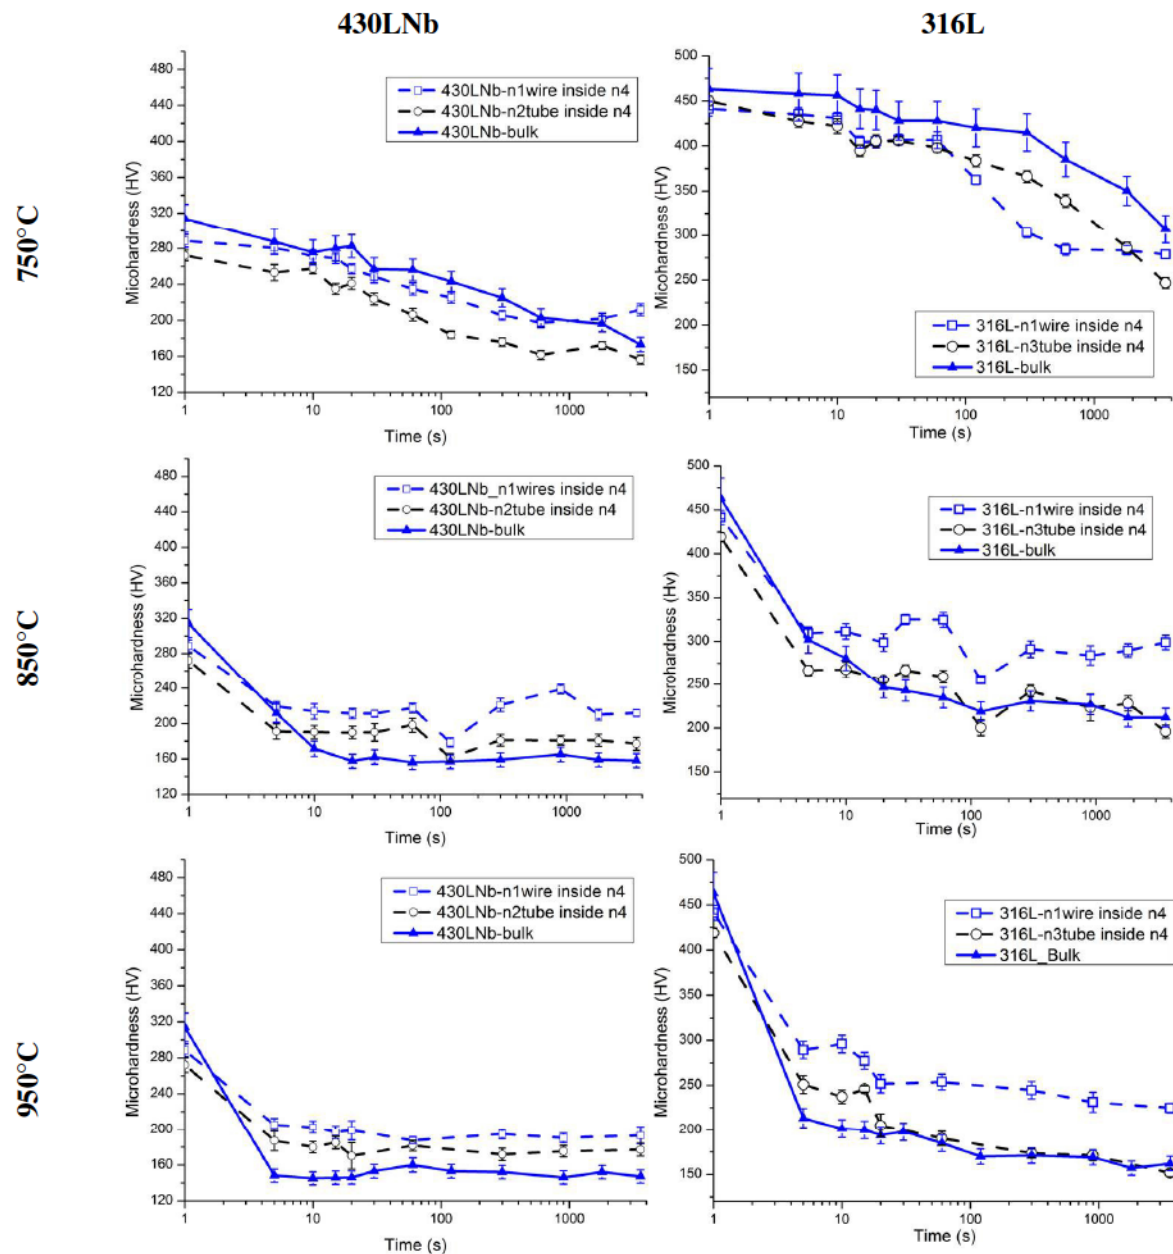 430LNb 316L
750°C
480
440
400
360
320
280
240
200
160
120
Micohardness (HV)
430LNb-n1wire inside n4
430LNb-n2tube inside n4
430LNb-bulk
1 10 100 1000
Time (s)
500
450
400
350
300
250
200
150
Micohardness (HV)
316L-n1wire inside n4
316L-n3tube inside n4
316L-bulk
1 10 100 1000
Time (s)
850°C
480
440
400
360
320
280
240
200
160
120
Microhardness (HV)
430LNb_n1wires inside n4
430LNb-n2tube inside n4
430LNb-bulk
1 10 100 1000
Time (s)
500
450
400
350
300
250
200
150
Microhardness (Hv)
316L-n1wire inside n4
316L-n3tube inside n4
316L-bulk
1 10 100 1000
Time (s)
950°C
480
440
400
360
320
280
240
200
160
120
Microhardness (HV)
430LNb-n1wire inside n4
430LNb-n2tube inside n4
430LNb-bulk
1 10 100 1000
Time (s)
500
450
400
350
300
250
200
150
Microhardness (HV)
316L-n1wire inside n4
316L-n3tube inside n4
316L_Bulk
1 10 100 1000
Time (s)